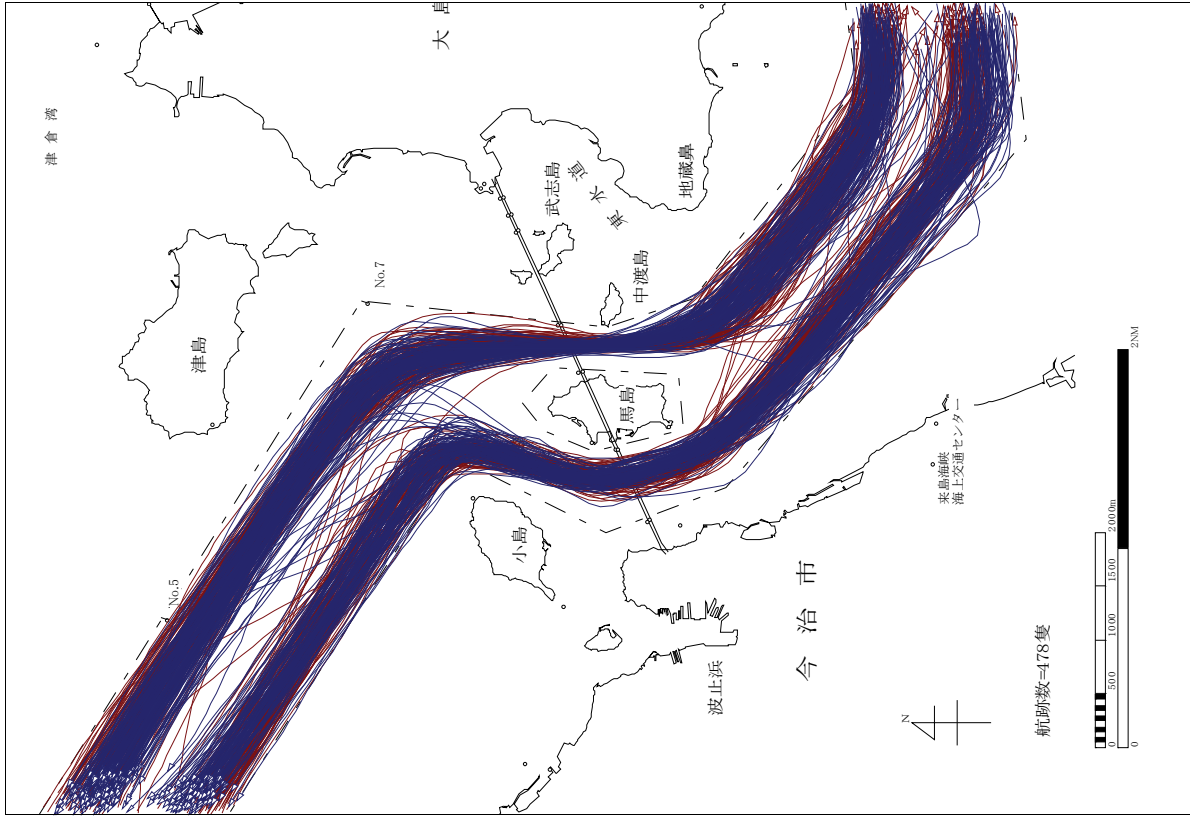 大島
津倉湾
武志島
東水道
地蔵鼻
中渡島
No.7
津島
馬島
No.5
小島
来島海峡
海上交通センター
今治市
波止浜
N
航跡数=478隻
0 500 1000 1500 2000m
0 2NM